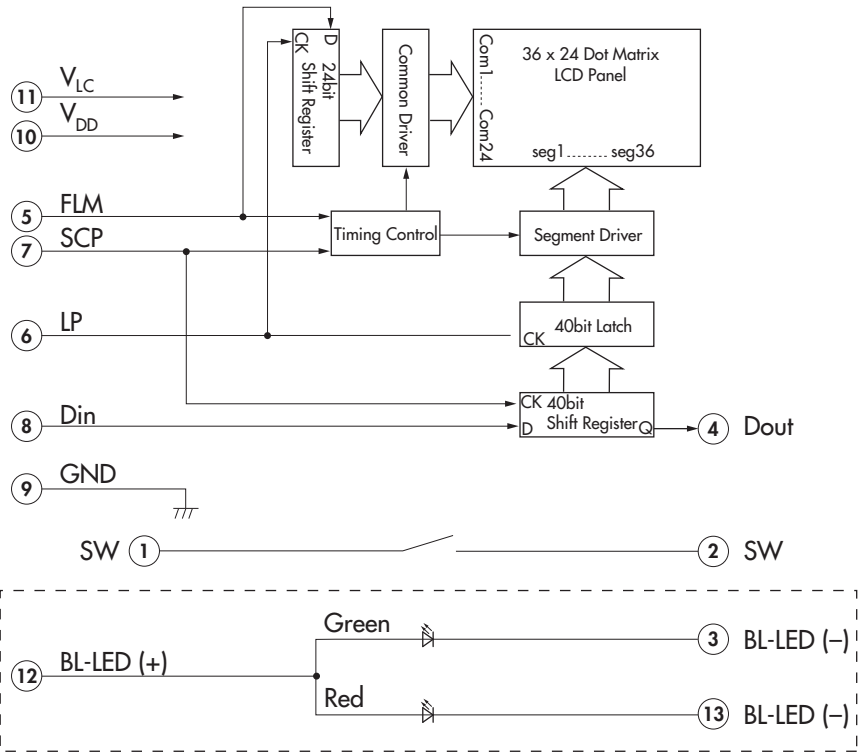 D
CK
24bit
Shift Register
Common Driver
Com1........Com24
36 x 24 Dot Matrix
LCD Panel
seg1........seg36
11 VLC
10 VDD
5 FLM
7 SCP
Timing Control
Segment Driver
6 LP
40bit Latch
CK
CK 40bit
Shift Register
D
Q
8 Din
4 Dout
9 GND
SW 1
2 SW
12 BL-LED (+)
Green
3 BL-LED (–)
Red
13 BL-LED (–)